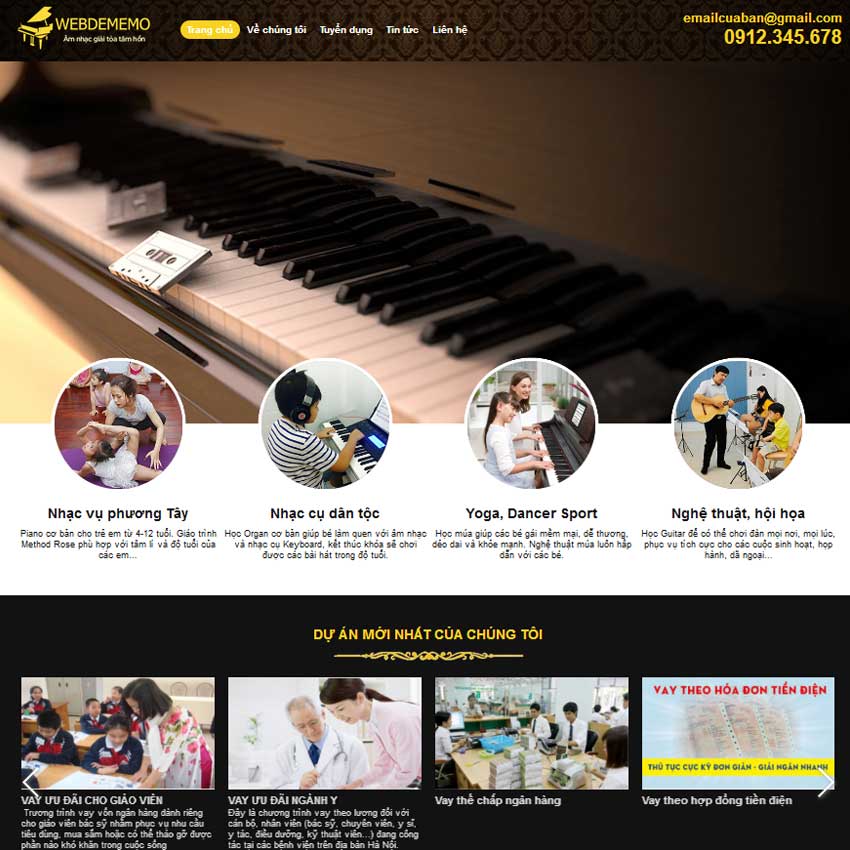 WEBDEMEMO
Âm nhạc giải tỏa tâm hồn
Trang chủ Về chúng tôi Tuyển dụng Tin tức Liên hệ
emailcuaban@gmail.com
0912.345.678
Nhạc vụ phương Tây
Piano cơ bản cho trẻ em từ 4-12 tuổi. Giáo trình
Method Rose phù hợp với tâm lí và độ tuổi của
các em...
Nhạc cụ dân tộc
Học Organ cơ bản giúp bé làm quen với âm nhạc
và nhạc cụ Keyboard, kết thúc khóa sẽ chơi
được các bài hát trong độ tuổi.
Yoga, Dancer Sport
Học múa giúp các bé gái mềm mại, dễ thương,
dẻo dai và khỏe mạnh. Nghệ thuật múa luôn hấp
dẫn với các bé.
Nghệ thuật, hội họa
Học Guitar để có thể chơi đàn mọi nơi, mọi lúc,
phục vụ tích cực cho các cuộc sinh hoạt, họp
hành, dã ngoại...
DỰ ÁN MỚI NHẤT CỦA CHÚNG TÔI
VAY ƯU ĐÃI CHO GIÁO VIÊN
Trương trình vay vốn ngân hàng dành riêng
cho giáo viên bác sỹ nhằm phục vụ nhu cầu
tiêu dùng, mua sắm hoặc có thể tháo gỡ được
phần nào khó khăn trong cuộc sống
VAY ƯU ĐÃI NGÀNH Y
Đây là chương trình vay theo lương đối với
cán bộ, nhân viên (bác sỹ, chuyên viên, y sĩ,
y tác, điều dưỡng, kỹ thuật viên...) đang công
tác tại các bệnh viện trên địa bàn Hà Nội.
Vay thế chấp ngân hàng
VAY THEO HÓA ĐƠN TIỀN ĐIỆN
THỦ TỤC CỰC KỲ ĐƠN GIẢN - GIẢI NGÂN NHANH
Vay theo hợp đồng tiền điện